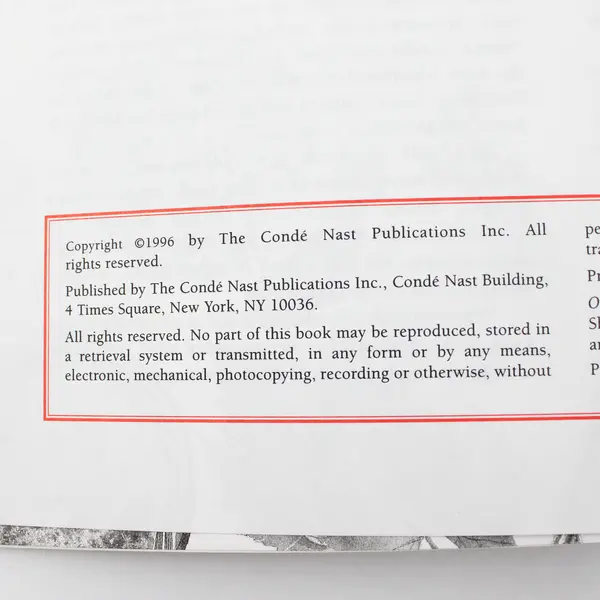 Copyright ©1996 by The Condé Nast Publications Inc. All
rights reserved.
Published by The Condé Nast Publications Inc., Condé Nast Building,
4 Times Square, New York, NY 10036.
All rights reserved. No part of this book may be reproduced, stored in
a retrieval system or transmitted, in any form or by any means,
electronic, mechanical, photocopying, recording or otherwise, without